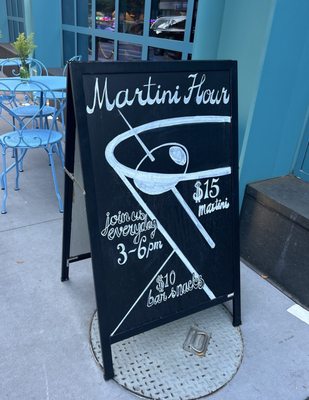 Martini Hour
$15
martini
join us
everyday
3-6pm
$10
bar snacks